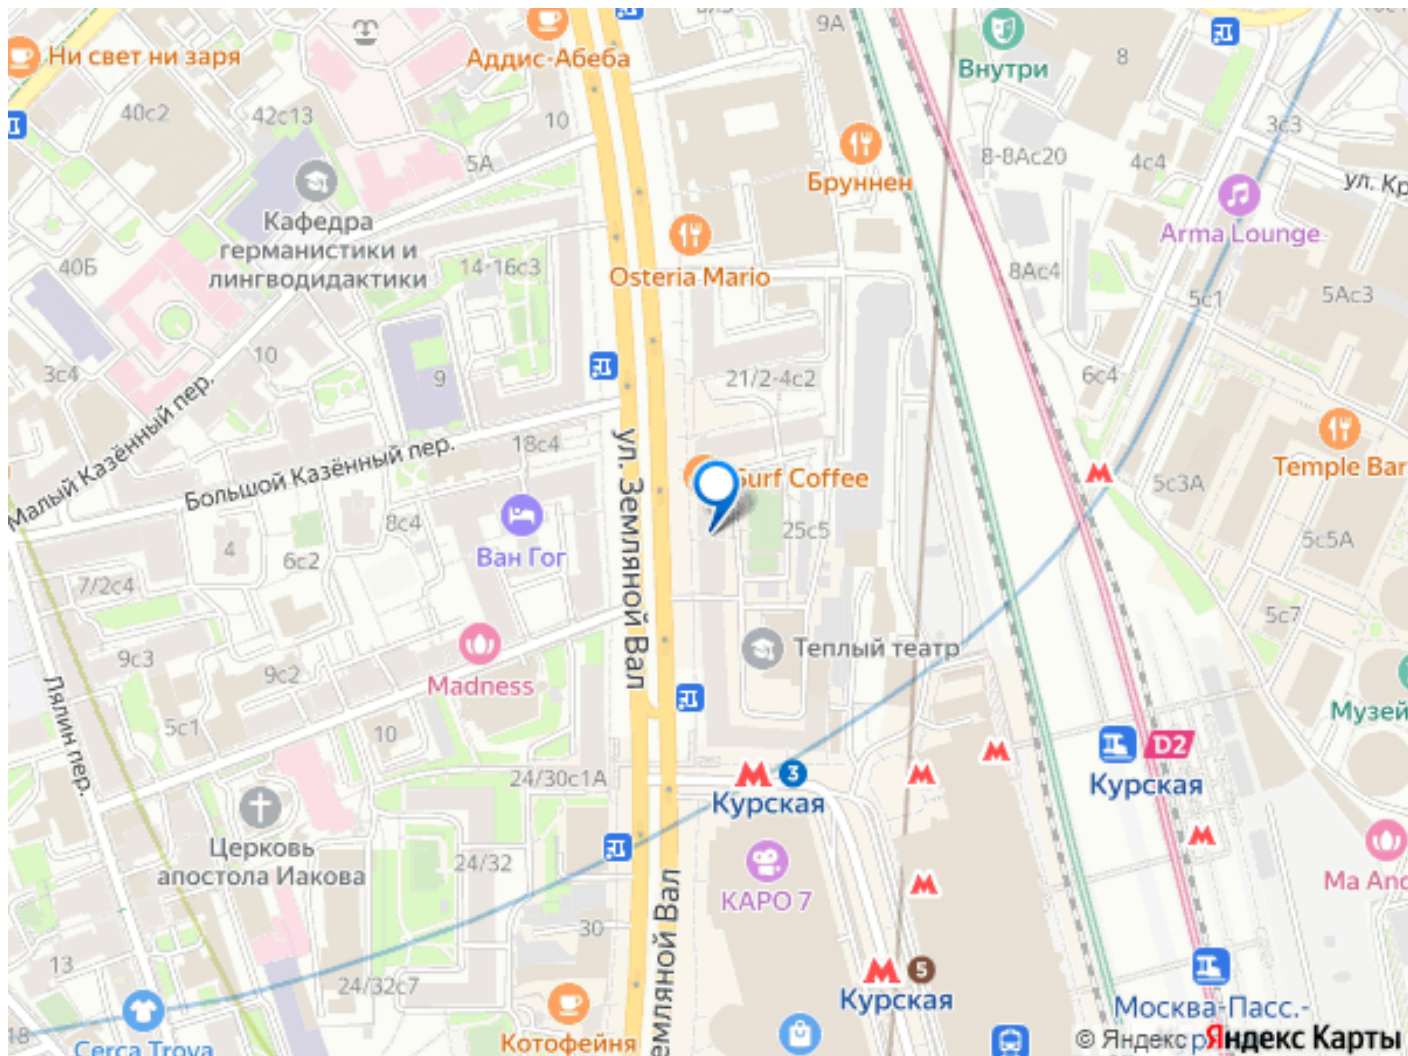 9А
Ни свет ни заря
Аддис-Абеба
Внутри
8
40с2
42с13
10
3с3
5А
8-8Ас20
4с4
Бруннен
ул. Кр
Кафедра
германистики и
лингводидактики
Arma Lounge
40Б
14-16с3
Osteria Mario
8Ас4
5с1
5Ас3
3с4
10
9
21/2-4с2
6с4
Малый Казённый пер.
Большой Казённый пер.
18с4
ул. Земляной Вал
Surf Coffee
Temple Bar
5с3А
8с4
25с5
4
6с2
Ван Гог
5с5А
7/2с4
5с7
9с3
9с2
Madness
Теплый театр
Лялин пер.
5с1
10
Музей
D2
Курская
24/30с1А
3
Курская
Церковь
апостола Иакова
24/32
КАРО 7
Ma And
Земляной Вал
30
13
24/32с7
5
Курская
Москва-Пасс.-
18
Cerca Trova
Котофейня
© Яндекс
Яндекс Карты